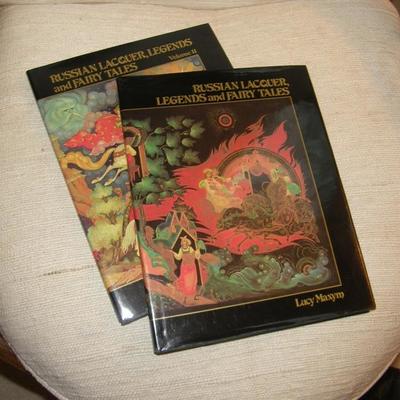 RUSSIAN LACQUER, LEGENDS
and FAIRY TALES
Volume II
RUSSIAN LACQUER,
LEGENDS and FAIRY TALES
Lucy Maxym